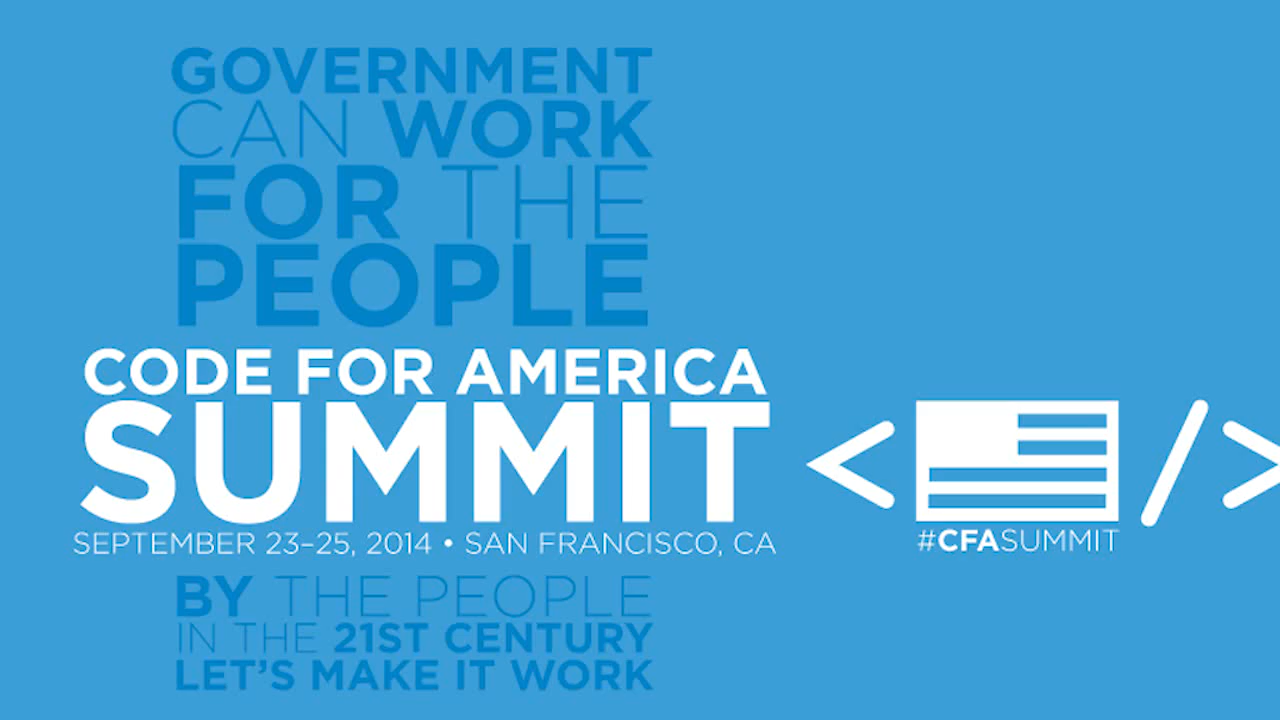 GOVERNMENT
CAN WORK
FOR THE
PEOPLE
CODE FOR AMERICA
SUMMIT
SEPTEMBER 23–25, 2014 • SAN FRANCISCO, CA
< / >
#CFASUMMIT
BY THE PEOPLE
IN THE 21ST CENTURY
LET'S MAKE IT WORK